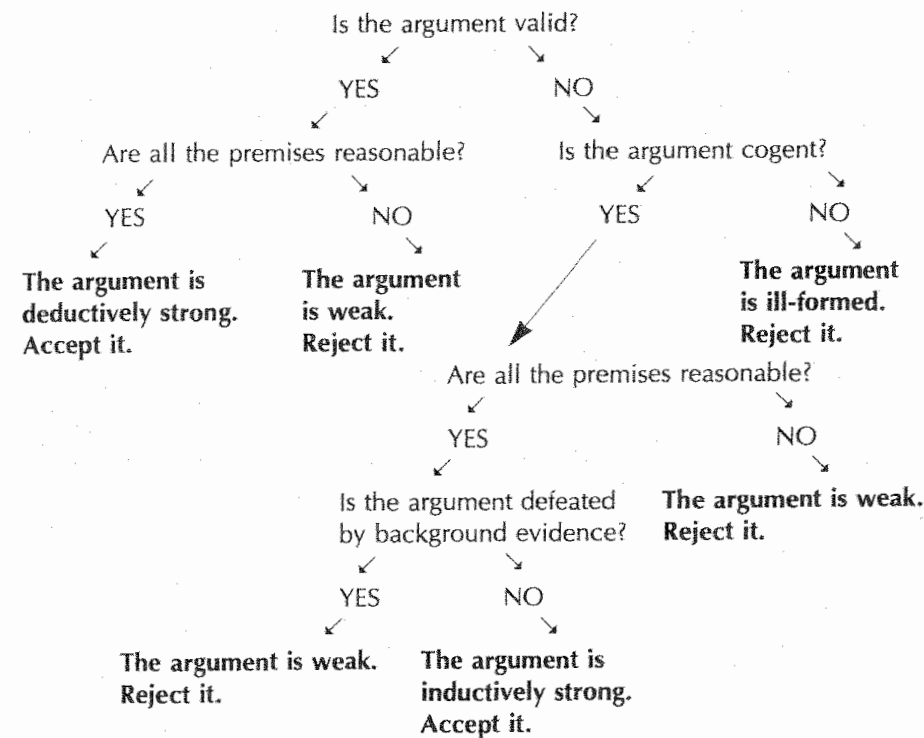 Is the argument valid?
YES
NO
Are all the premises reasonable?
Is the argument cogent?
YES
NO
YES
NO
The argument is
deductively strong.
Accept it.
The argument
is weak.
Reject it.
The argument
is ill-formed.
Reject it.
Are all the premises reasonable?
YES
NO
Is the argument defeated
by background evidence?
The argument is weak.
Reject it.
YES
NO
The argument is weak.
Reject it.
The argument is
inductively strong.
Accept it.